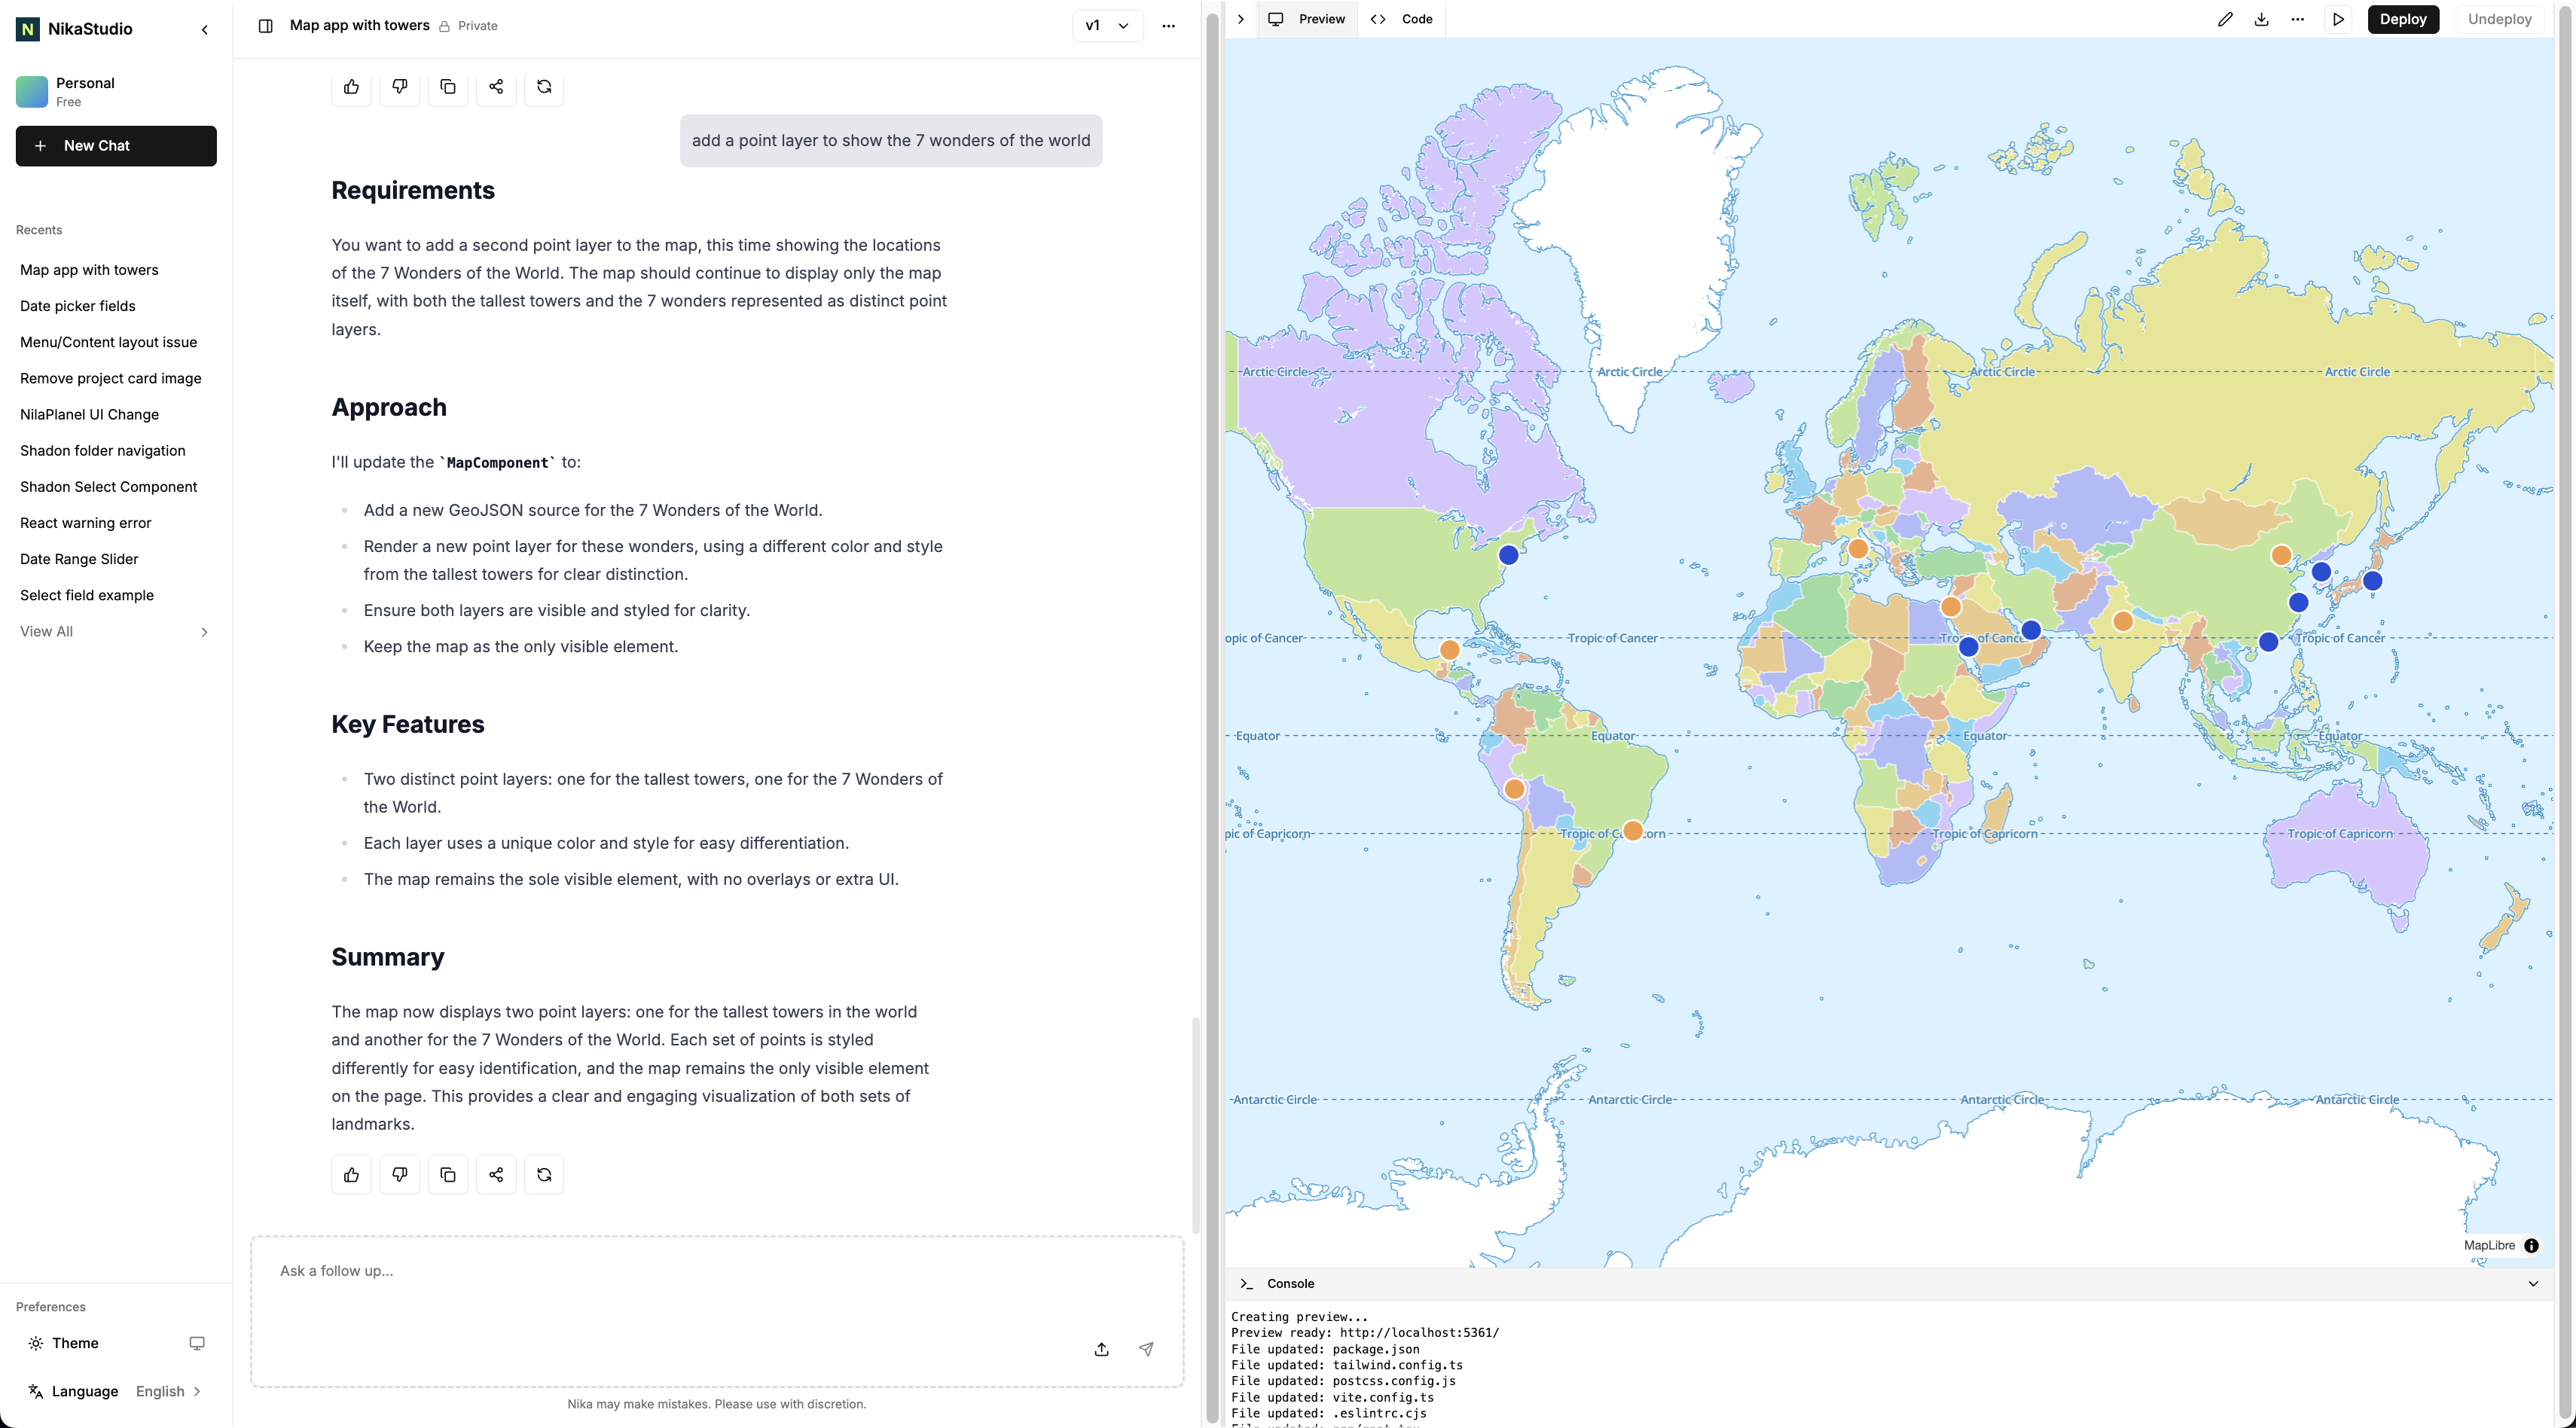 N NikaStudio
Personal
Free
New Chat
Recents
Map app with towers
Date picker fields
Menu/Content layout issue
Remove project card image
NilaPlanel UI Change
Shadon folder navigation
Shadon Select Component
React warning error
Date Range Slider
Select field example
View All
Preferences
Theme
Language English
Map app with towers Private
v1
add a point layer to show the 7 wonders of the world
Requirements
You want to add a second point layer to the map, this time showing the locations
of the 7 Wonders of the World. The map should continue to display only the map
itself, with both the tallest towers and the 7 wonders represented as distinct point
layers.
Approach
I'll update the `MapComponent` to:
Add a new GeoJSON source for the 7 Wonders of the World.
Render a new point layer for these wonders, using a different color and style
from the tallest towers for clear distinction.
Ensure both layers are visible and styled for clarity.
Keep the map as the only visible element.
Key Features
Two distinct point layers: one for the tallest towers, one for the 7 Wonders of
the World.
Each layer uses a unique color and style for easy differentiation.
The map remains the sole visible element, with no overlays or extra UI.
Summary
The map now displays two point layers: one for the tallest towers in the world
and another for the 7 Wonders of the World. Each set of points is styled
differently for easy identification, and the map remains the only visible element
on the page. This provides a clear and engaging visualization of both sets of
landmarks.
Ask a follow up...
Nika may make mistakes. Please use with discretion.
Preview Code
Deploy Undeploy
Arctic Circle Arctic Circle Arctic Circle Arctic Circle
opic of Cancer Tropic of Cancer Tropic of Cance Tropic of Cancer
Equator Equator Equator Equator
pic of Capricorn Tropic of Ca corn Tropic of Capricorn Tropic of Capricorn
Antarctic Circle Antarctic Circle Antarctic Circle Antarctic Circle
MapLibre
Console
Creating preview...
Preview ready: http://localhost:5361/
File updated: package.json
File updated: tailwind.config.ts
File updated: postcss.config.js
File updated: vite.config.ts
File updated: .eslintrc.cjs